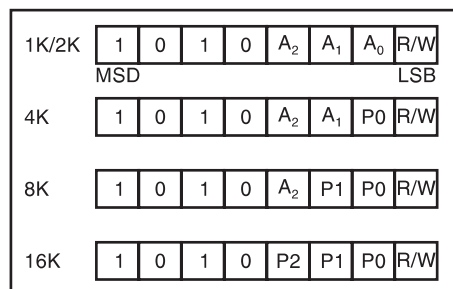 1K/2K 1 0 1 0 A₂ A₁ A₀ R/W
MSD LSB
4K 1 0 1 0 A₂ A₁ P0 R/W
8K 1 0 1 0 A₂ P1 P0 R/W
16K 1 0 1 0 P2 P1 P0 R/W